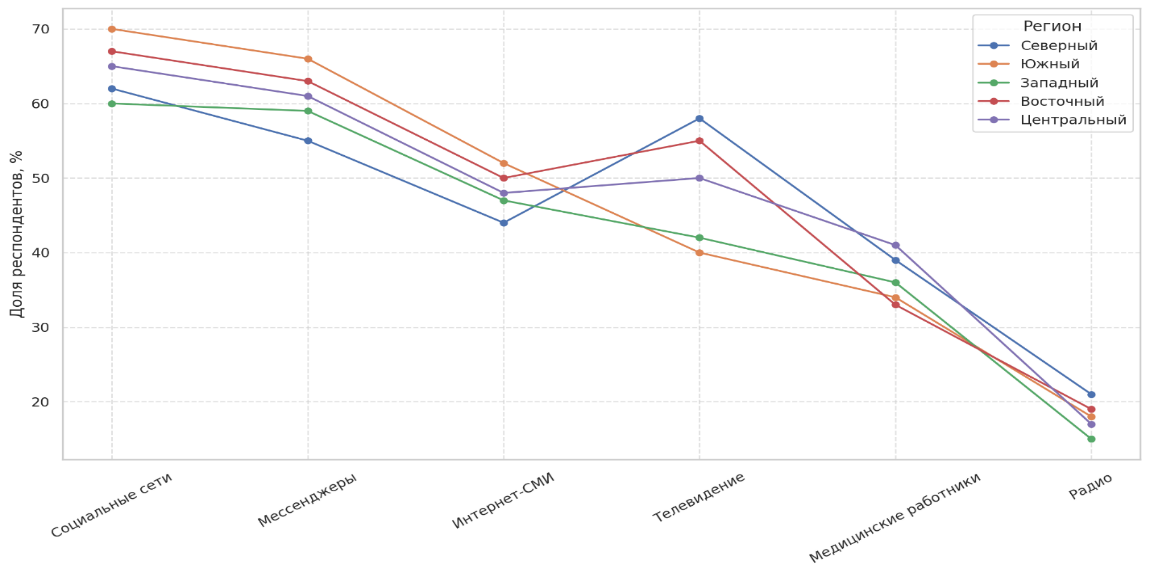 Регион
Северный
Южный
Западный
Восточный
Центральный
Доля респондентов, %
70
60
50
40
30
20
Социальные сети
Мессенджеры
Интернет-СМИ
Телевидение
Медицинские работники
Радио